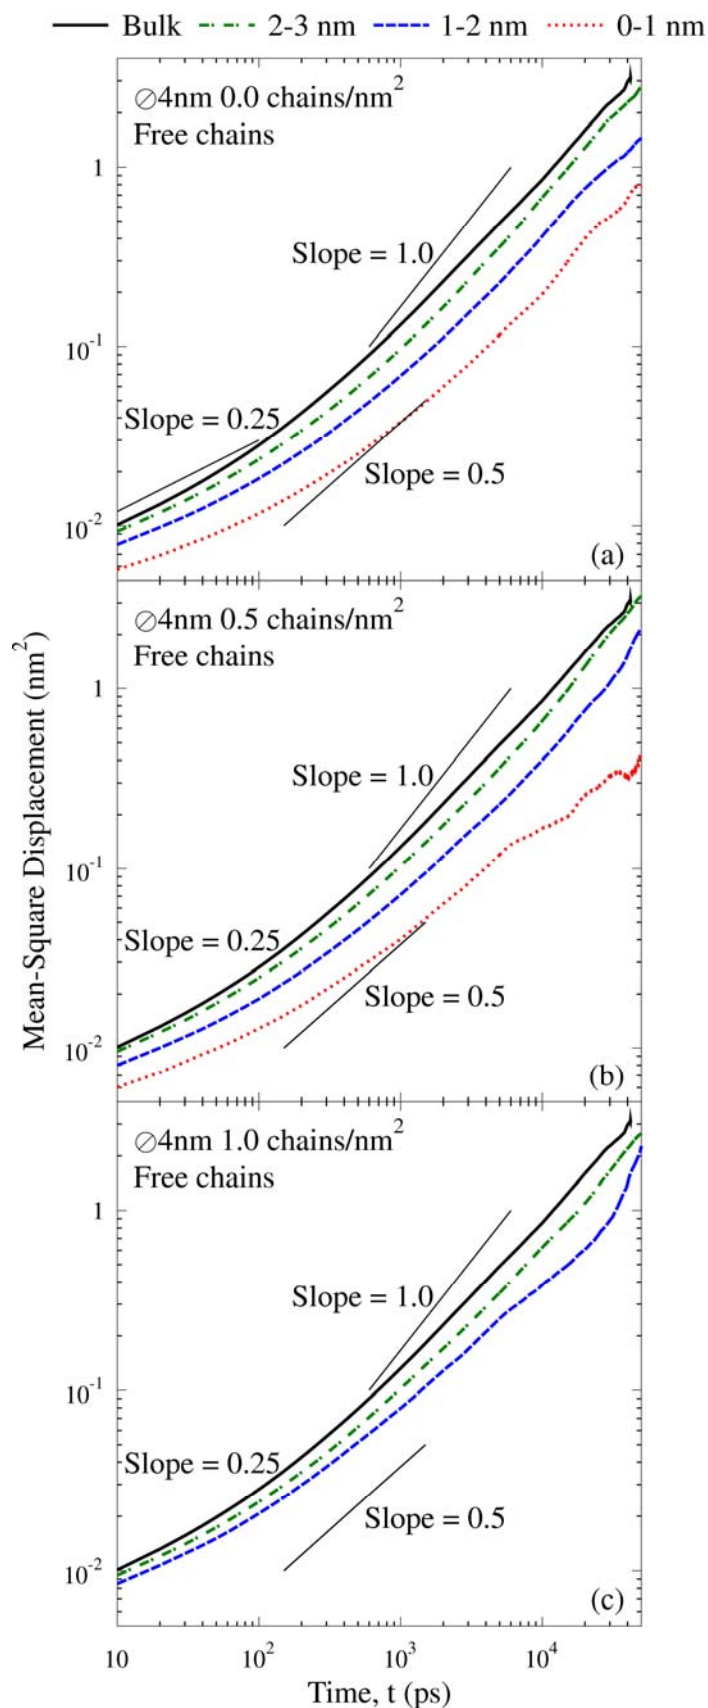 Bulk 2-3 nm 1-2 nm 0-1 nm
∅4nm 0.0 chains/nm²
Free chains
1
Slope = 1.0
10⁻¹
Slope = 0.25
Slope = 0.5
10⁻²
(a)
∅4nm 0.5 chains/nm²
Free chains
1
Slope = 1.0
10⁻¹
Slope = 0.25
Slope = 0.5
10⁻²
(b)
Mean-Square Displacement (nm²)
∅4nm 1.0 chains/nm²
Free chains
1
Slope = 1.0
10⁻¹
Slope = 0.25
Slope = 0.5
10⁻²
(c)
10 10² 10³ 10⁴
Time, t (ps)